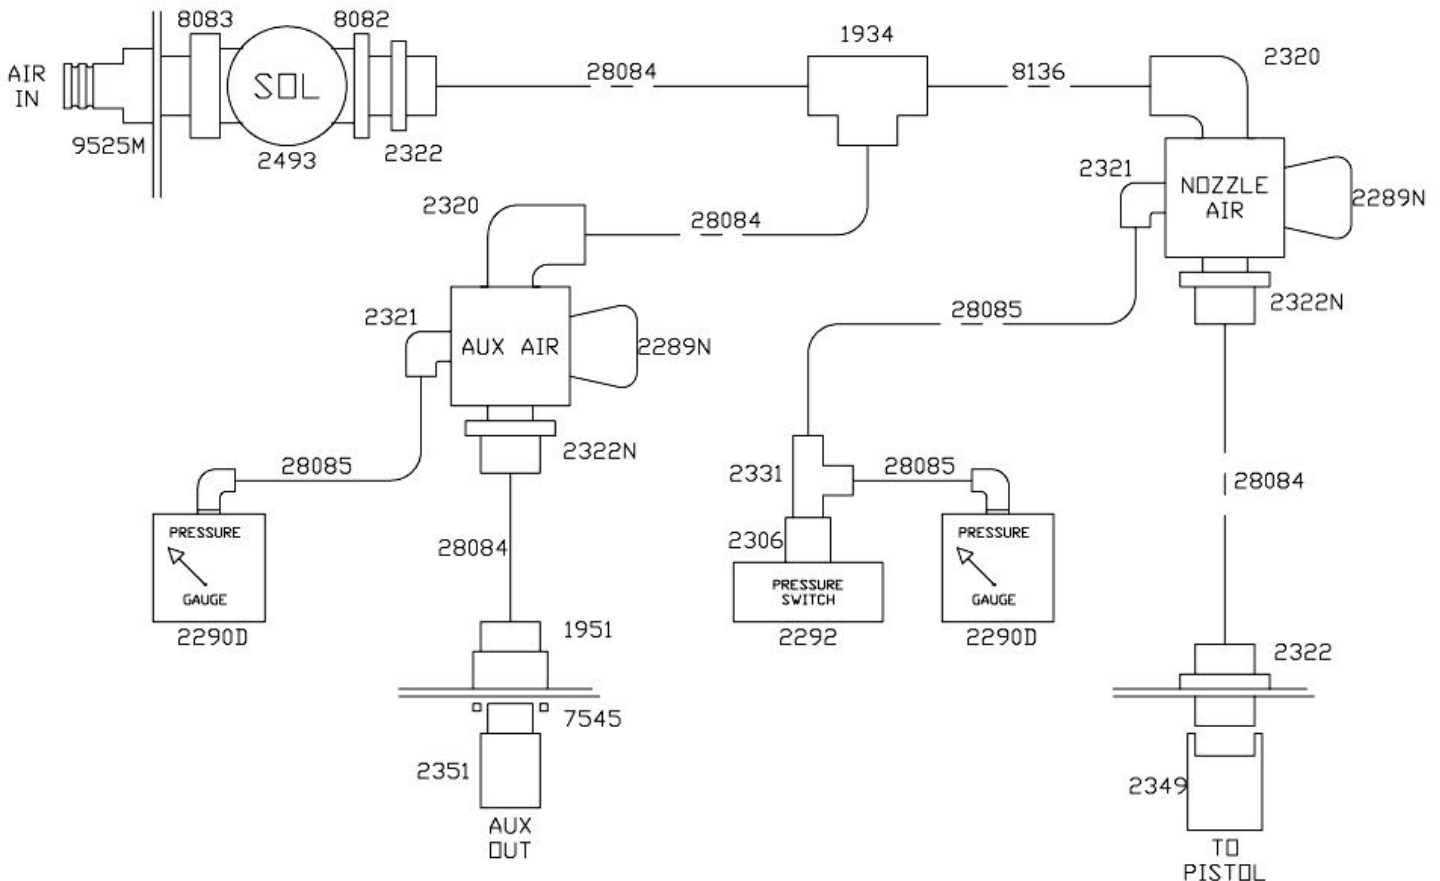 8083
8082
1934
2320
AIR
IN
SOL
28084
8136
9525M
2493
2322
2321
NOZZLE
AIR
2289N
2320
28084
2321
AUX AIR
2289N
28085
2322N
28085
2322N
2331
28085
28084
PRESSURE
GAUGE
2290D
28084
2306
PRESSURE
SWITCH
2292
PRESSURE
GAUGE
2290D
1951
2322
7545
2351
2349
AUX
OUT
TO
PISTOL